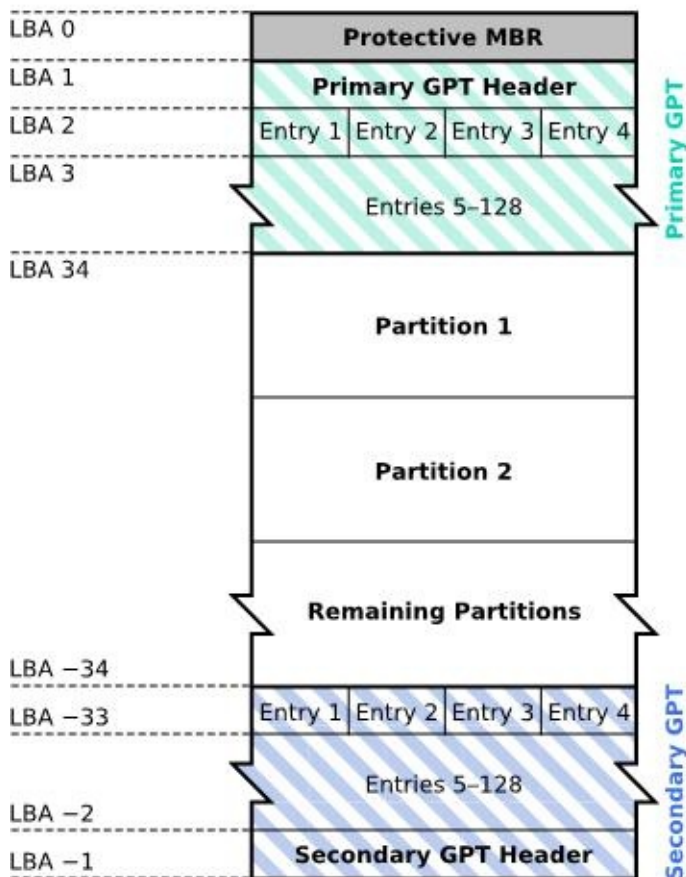 LBA 0
Protective MBR
LBA 1
Primary GPT Header
LBA 2
Entry 1 Entry 2 Entry 3 Entry 4
LBA 3
Entries 5–128
Primary GPT
LBA 34
Partition 1
Partition 2
Remaining Partitions
LBA −34
LBA −33
Entry 1 Entry 2 Entry 3 Entry 4
Entries 5–128
LBA −2
Secondary GPT Header
LBA −1
Secondary GPT